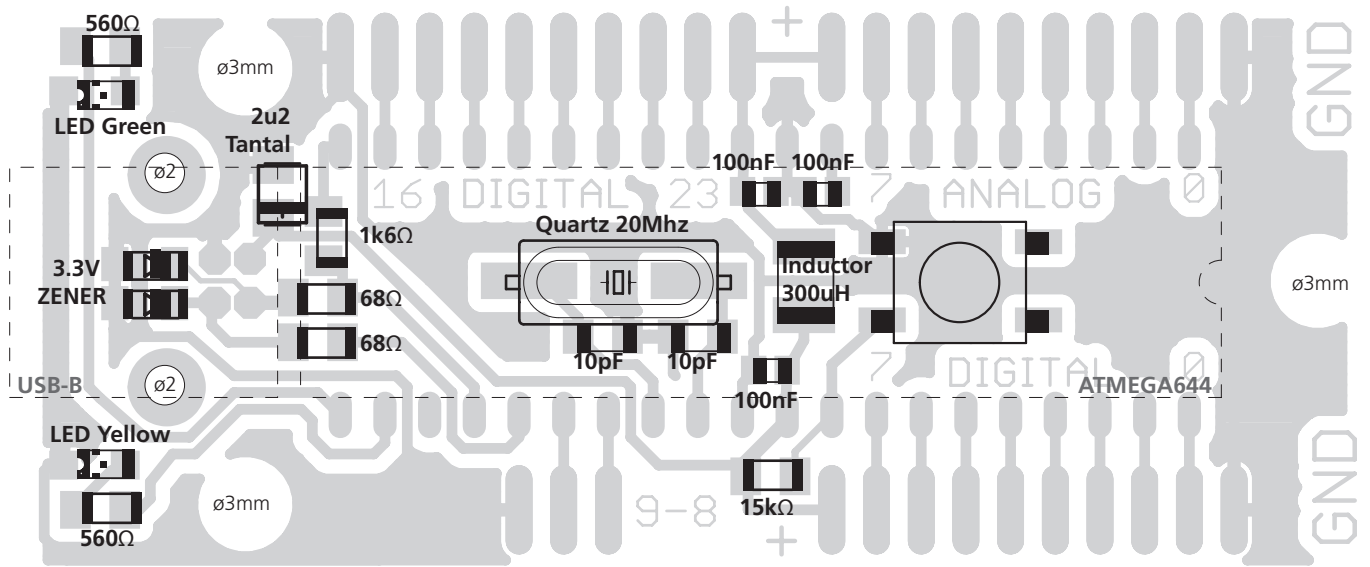 560Ω
ø3mm
LED Green
2u2
Tantal
+
GND
ø2
100nF 100nF
16 DIGITAL 23
7 ANALOG 0
Quartz 20Mhz
1k6Ω
3.3V
ZENER
Inductor
300uH
ø3mm
68Ω
68Ω
10pF 10pF
7 DIGITAL 0
USB-B
ø2
ATMEGA644
100nF
LED Yellow
GND
ø3mm
9-8
15kΩ
560Ω
+